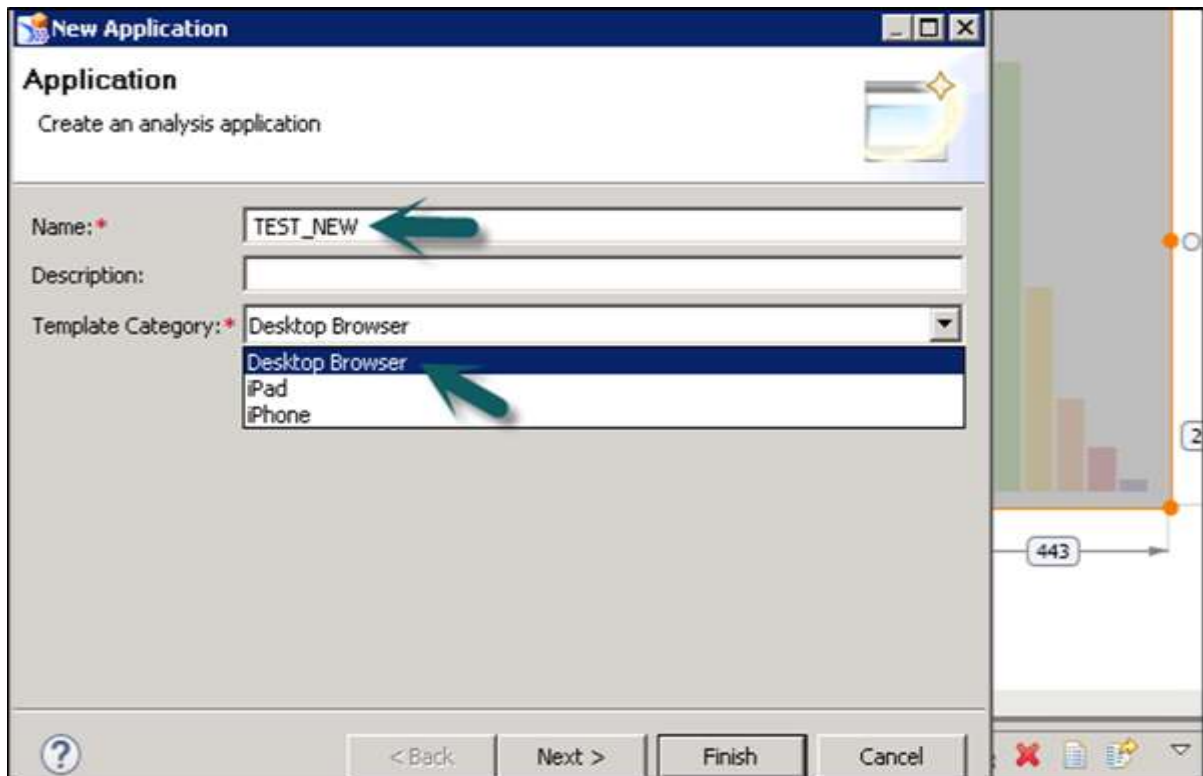 New Application
Application
Create an analysis application
Name:*
TEST_NEW
Description:
Template Category:*
Desktop Browser
Desktop Browser
iPad
iPhone
2
443
?
< Back
Next >
Finish
Cancel